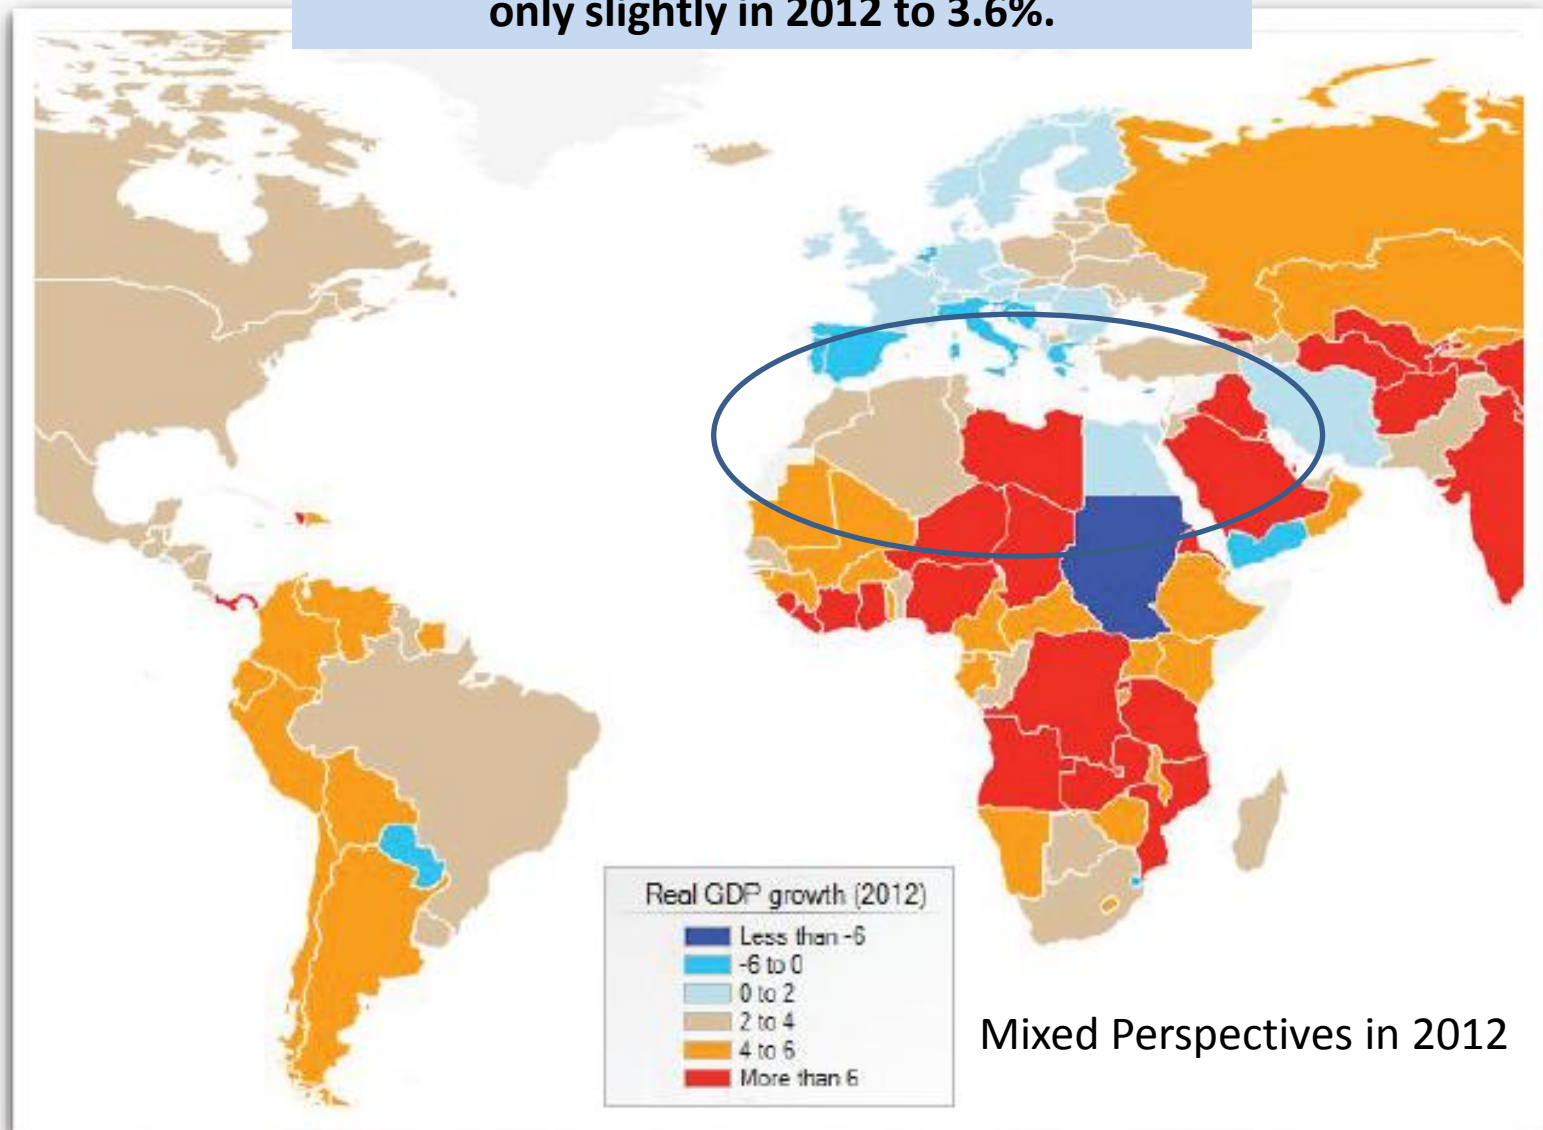 only slightly in 2012 to 3.6%.
Real GDP growth (2012)
Less than -6
-6 to 0
0 to 2
2 to 4
4 to 6
More than 6
Mixed Perspectives in 2012